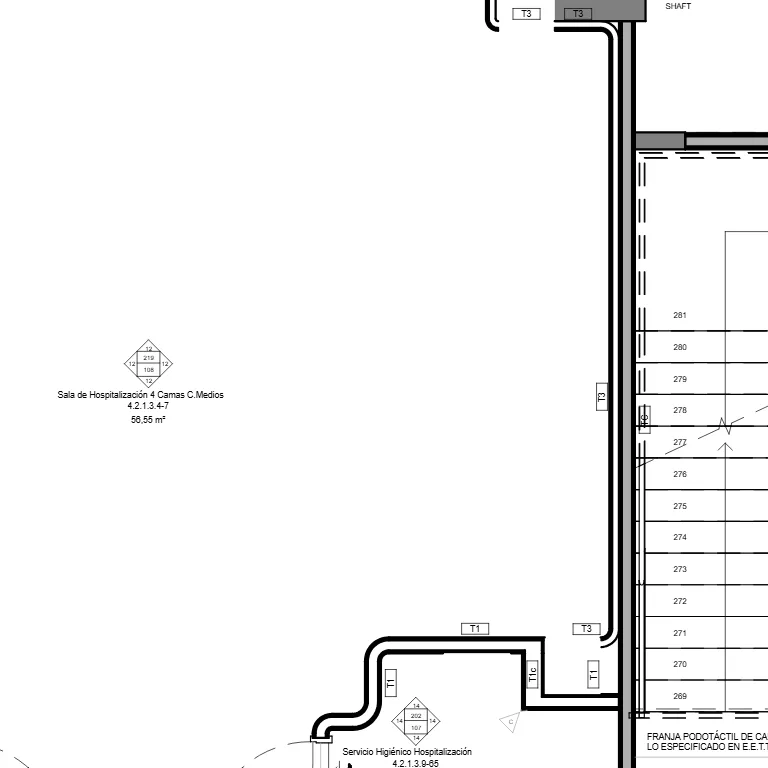 SHAFT
T3
T3
281
280
279
278
277
276
275
274
273
272
271
270
269
12
219
12
12
108
12
Sala de Hospitalización 4 Camas C.Medios
4.2.1.3.4-7
56,55 m²
T3
T1
T3
T1
T1c
T1
14
202
14
14
107
14
C
Servicio Higiénico Hospitalización
4.2.1.3.9-65
FRANJA PODOTÁCTIL DE CA
LO ESPECIFICADO EN E.E.T.T